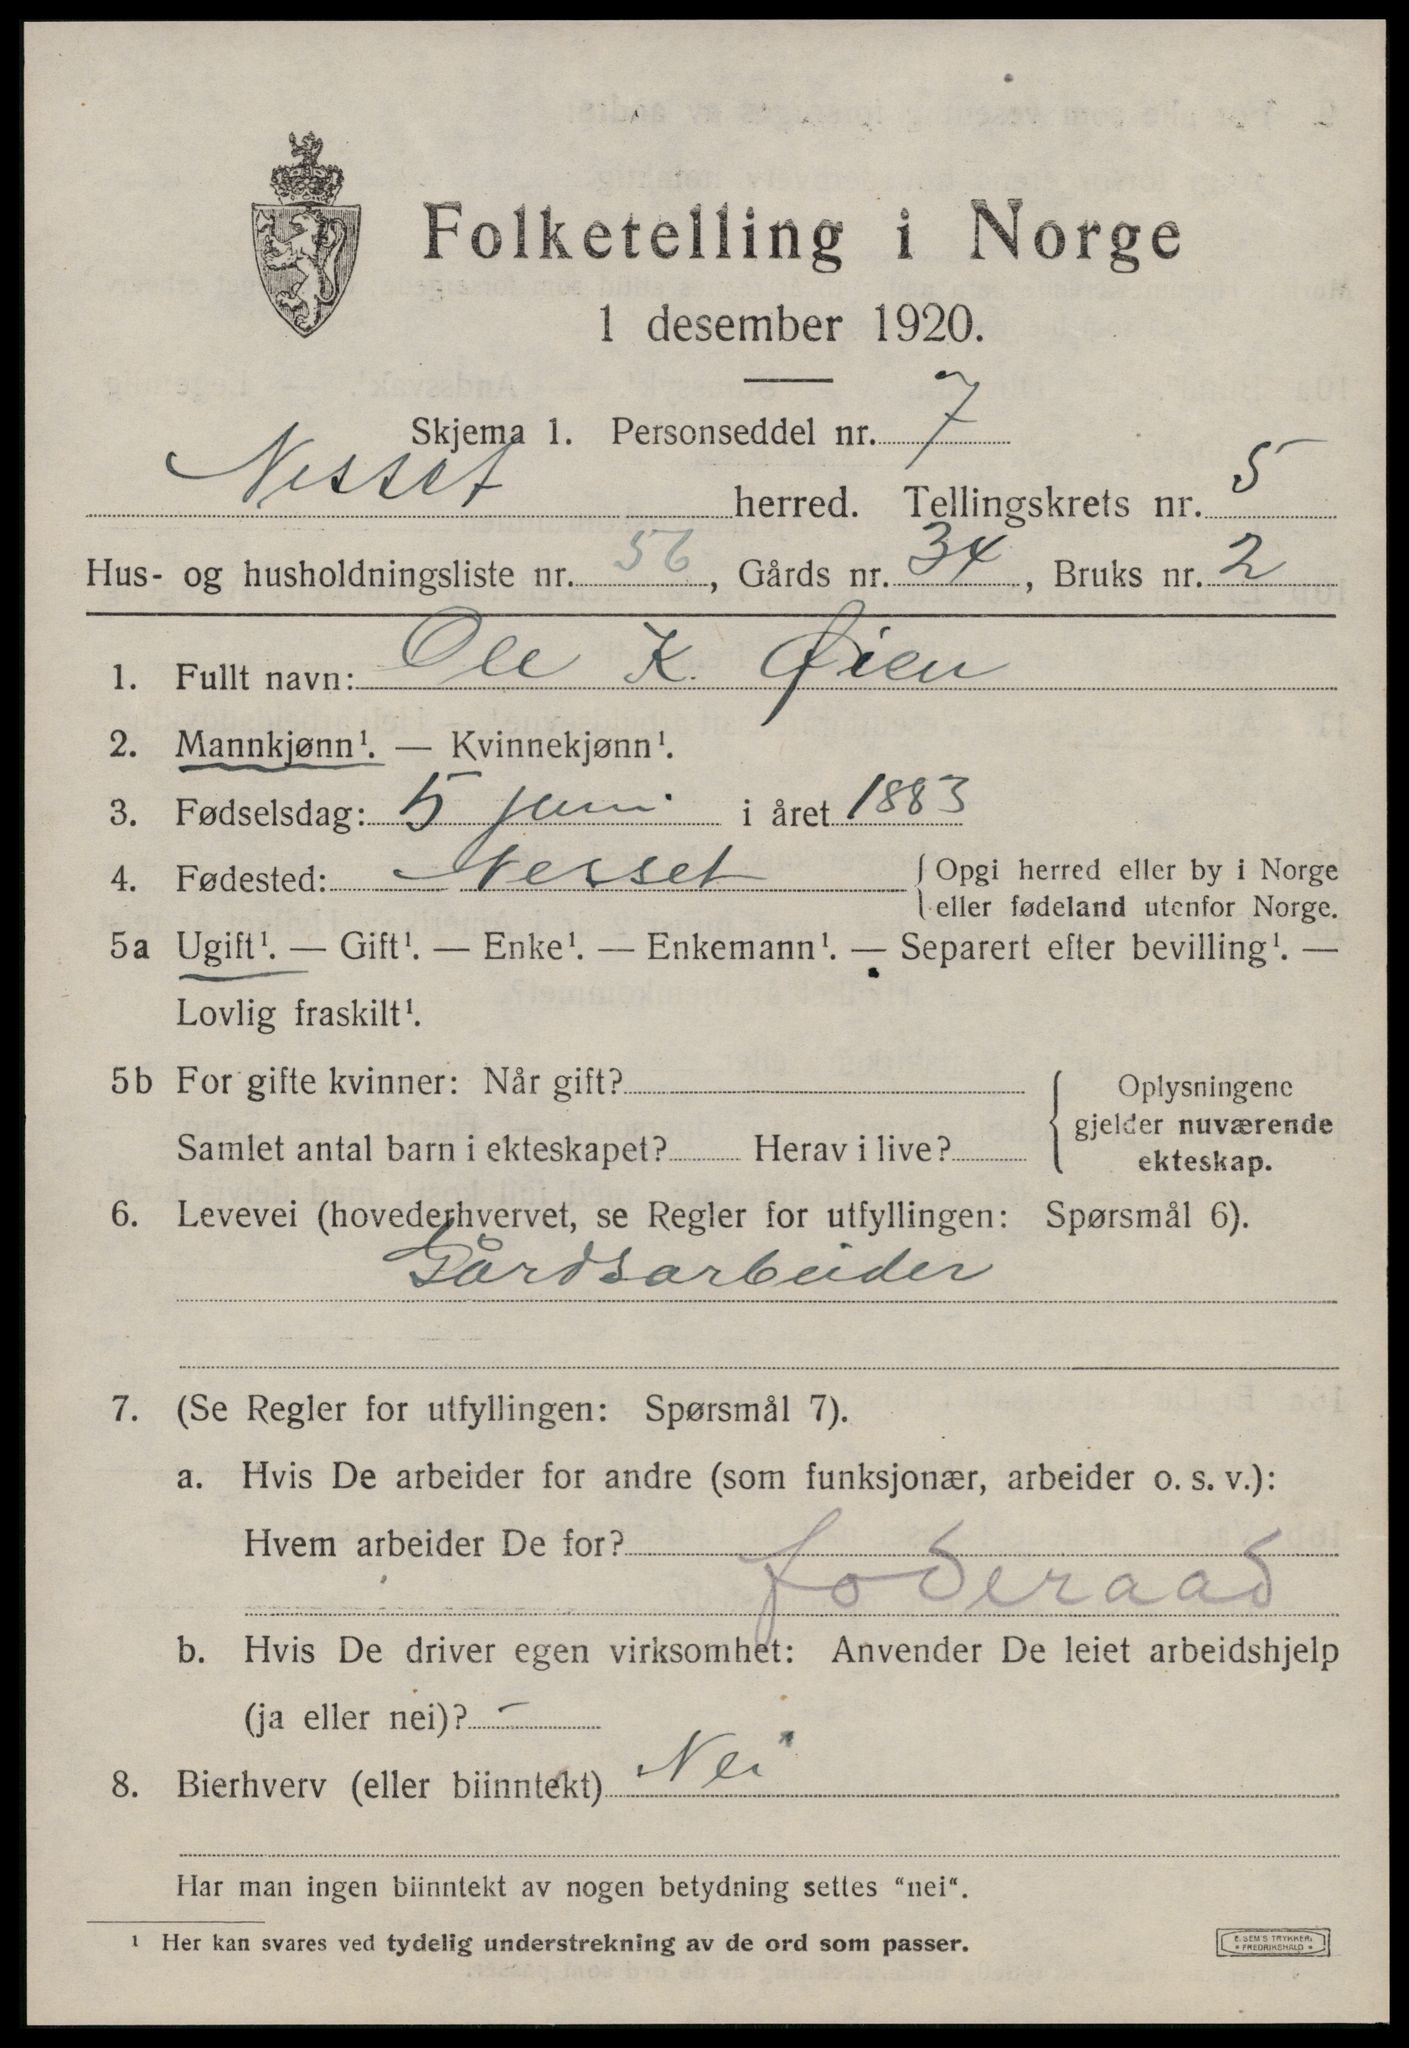 Folketelling i Norge
1 desember 1920.
Skjema 1. Personseddel nr. 7
Nesset herred. Tellingskrets nr. 5
Hus- og husholdningsliste nr. 56, Gårds nr. 34, Bruks nr. 2
1. Fullt navn: Ole K. Øien
2. Mannkjønn¹. — Kvinnekjønn¹.
3. Fødselsdag: 5 juni i året 1883
4. Fødested: Nesset { Opgi herred eller by i Norge
eller fødeland utenfor Norge.
5a Ugift¹. — Gift¹. — Enke¹. — Enkemann¹. — Separert efter bevilling¹. —
Lovlig fraskilt¹.
5b For gifte kvinner: Når gift? { Oplysningene
gjelder nuværende
Samlet antal barn i ekteskapet? Herav i live? ekteskap.
6. Levevei (hovederhvervet, se Regler for utfyllingen: Spørsmål 6).
Gårdsarbeider
7. (Se Regler for utfyllingen: Spørsmål 7).
a. Hvis De arbeider for andre (som funksjonær, arbeider o. s. v.):
Hvem arbeider De for?
foderaad
b. Hvis De driver egen virksomhet: Anvender De leiet arbeidshjelp
(ja eller nei)? -
8. Bierhverv (eller biinntekt) Nei
Har man ingen biinntekt av nogen betydning settes "nei".
¹ Her kan svares ved tydelig understrekning av de ord som passer.
E. SEM'S TRYKKERI
* FREDRIKSHALD *